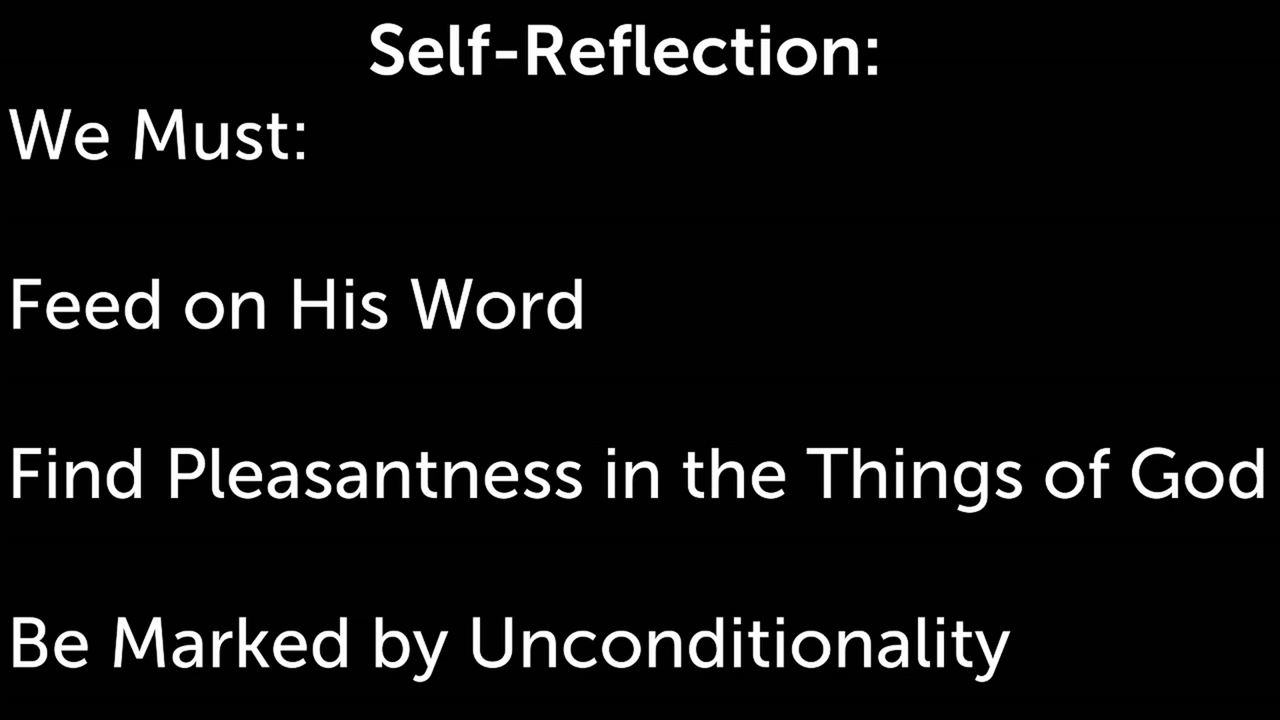 Self-Reflection:
We Must:
Feed on His Word
Find Pleasantness in the Things of God
Be Marked by Unconditionality